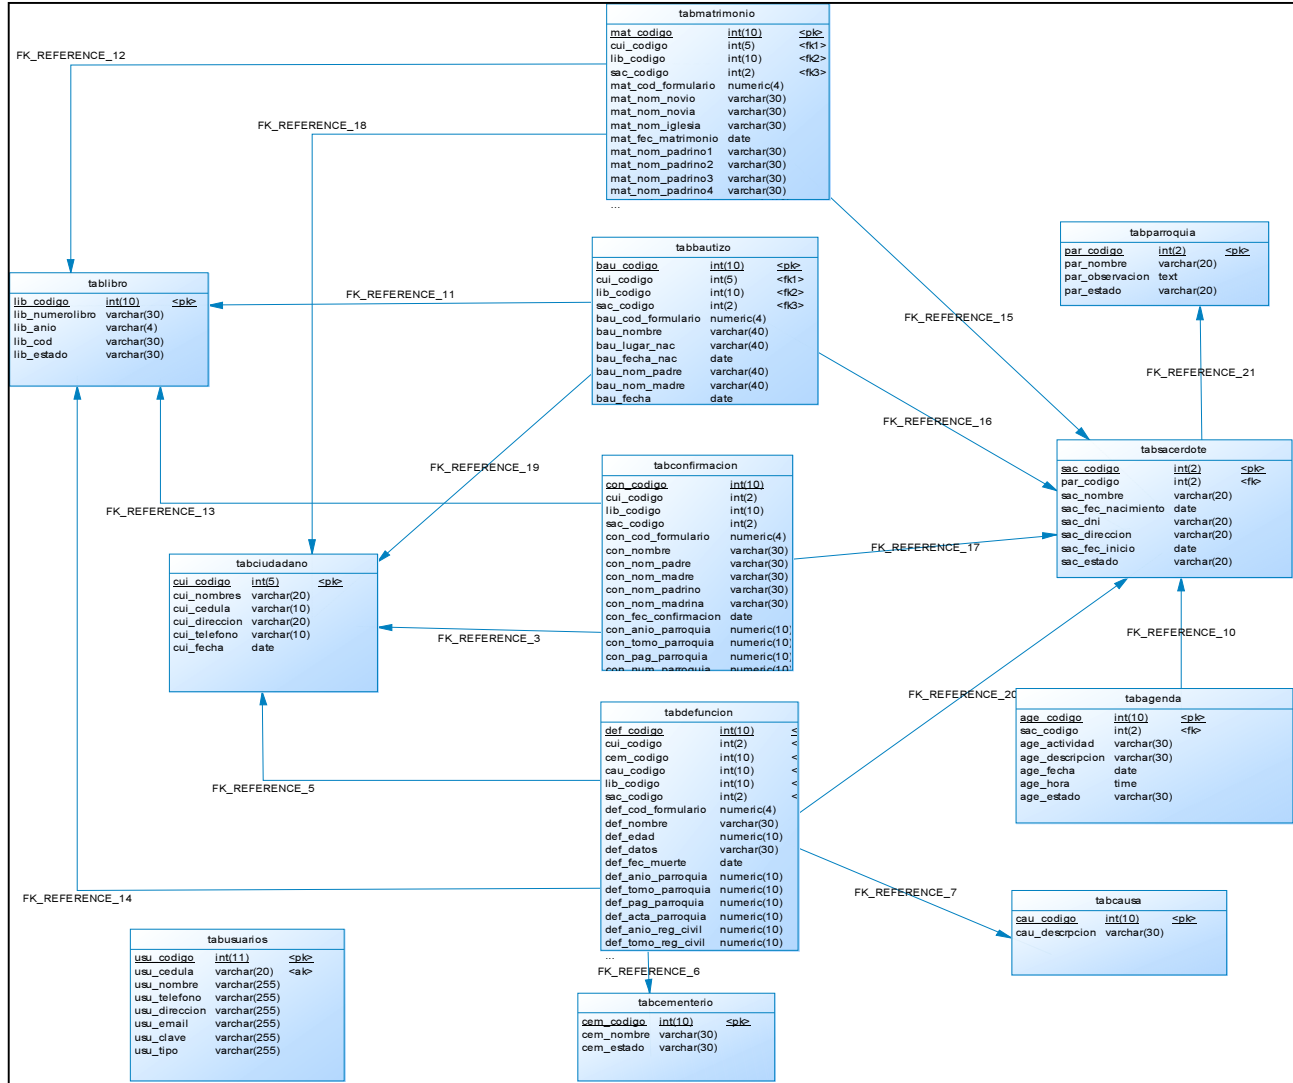 tabmatrimonio
mat_codigo int(10) <pk>
cui_codigo int(5) <fk1>
lib_codigo int(10) <fk2>
sac_codigo int(2) <fk3>
mat_cod_formulario numeric(4)
mat_nom_novio varchar(30)
mat_nom_novia varchar(30)
mat_nom_iglesia varchar(30)
mat_fec_matrimonio date
mat_nom_padrino1 varchar(30)
mat_nom_padrino2 varchar(30)
mat_nom_padrino3 varchar(30)
mat_nom_padrino4 varchar(30)
...
FK_REFERENCE_12
FK_REFERENCE_18
tabparroquia
par_codigo int(2) <pk>
par_nombre varchar(20)
par_observacion text
par_estado varchar(20)
tabbautizo
bau_codigo int(10) <pk>
cui_codigo int(5) <fk1>
lib_codigo int(10) <fk2>
sac_codigo int(2) <fk3>
bau_cod_formulario numeric(4)
bau_nombre varchar(40)
bau_lugar_nac varchar(40)
bau_fecha_nac date
bau_nom_padre varchar(40)
bau_nom_madre varchar(40)
bau_fecha date
tablibro
lib_codigo int(10) <pk>
lib_numerolibro varchar(30)
lib_anio varchar(4)
lib_cod varchar(30)
lib_estado varchar(30)
FK_REFERENCE_11
FK_REFERENCE_15
FK_REFERENCE_21
FK_REFERENCE_16
FK_REFERENCE_19
FK_REFERENCE_13
tabsacerdote
sac_codigo int(2) <pk>
par_codigo int(2) <fk>
sac_nombre varchar(20)
sac_fec_nacimiento date
sac_dni varchar(20)
sac_direccion varchar(20)
sac_fec_inicio date
sac_estado varchar(20)
tabconfirmacion
con_codigo int(10)
cui_codigo int(2)
lib_codigo int(10)
sac_codigo int(2)
con_cod_formulario numeric(4)
con_nombre varchar(30)
con_nom_padre varchar(30)
con_nom_madre varchar(30)
con_nom_padrino varchar(30)
con_nom_madrina varchar(30)
con_fec_confirmacion date
con_anio_parroquia numeric(10)
con_tomo_parroquia numeric(10)
con_pag_parroquia numeric(10)
con_num_parroquia numeric(10)
FK_REFERENCE_17
tabciudadano
cui_codigo int(5) <pk>
cui_nombres varchar(20)
cui_cedula varchar(10)
cui_direccion varchar(20)
cui_telefono varchar(10)
cui_fecha date
FK_REFERENCE_3
FK_REFERENCE_10
FK_REFERENCE_20
tabagenda
age_codigo int(10) <pk>
sac_codigo int(2) <fk>
age_actividad varchar(30)
age_descripcion varchar(30)
age_fecha date
age_hora time
age_estado varchar(30)
tabdefuncion
def_codigo int(10) <
cui_codigo int(2) <
cem_codigo int(10) <
cau_codigo int(10) <
lib_codigo int(10) <
sac_codigo int(2) <
def_cod_formulario numeric(4)
def_nombre varchar(30)
def_edad numeric(10)
def_datos varchar(30)
def_fec_muerte date
def_anio_parroquia numeric(10)
def_tomo_parroquia numeric(10)
def_pag_parroquia numeric(10)
def_acta_parroquia numeric(10)
def_anio_reg_civil numeric(10)
def_tomo_reg_civil numeric(10)
...
FK_REFERENCE_5
FK_REFERENCE_14
FK_REFERENCE_7
tabcausa
cau_codigo int(10) <pk>
cau_descrpcion varchar(30)
tabusuarios
usu_codigo int(11) <pk>
usu_cedula varchar(20) <ak>
usu_nombre varchar(255)
usu_telefono varchar(255)
usu_direccion varchar(255)
usu_email varchar(255)
usu_clave varchar(255)
usu_tipo varchar(255)
FK_REFERENCE_6
tabcementerio
cem_codigo int(10) <pk>
cem_nombre varchar(30)
cem_estado varchar(30)